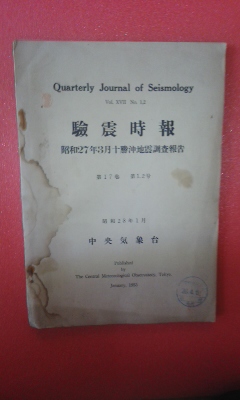 Quarterly Journal of Seismology
Vol. XVII No. 1,2
驗震時報
昭和27年3月十勝沖地震調査報告
第17巻 第1,2号
昭和28年1月
中央気象台
Published
by
The Central Meteorological Observatory, Tokyo,
January, 1953